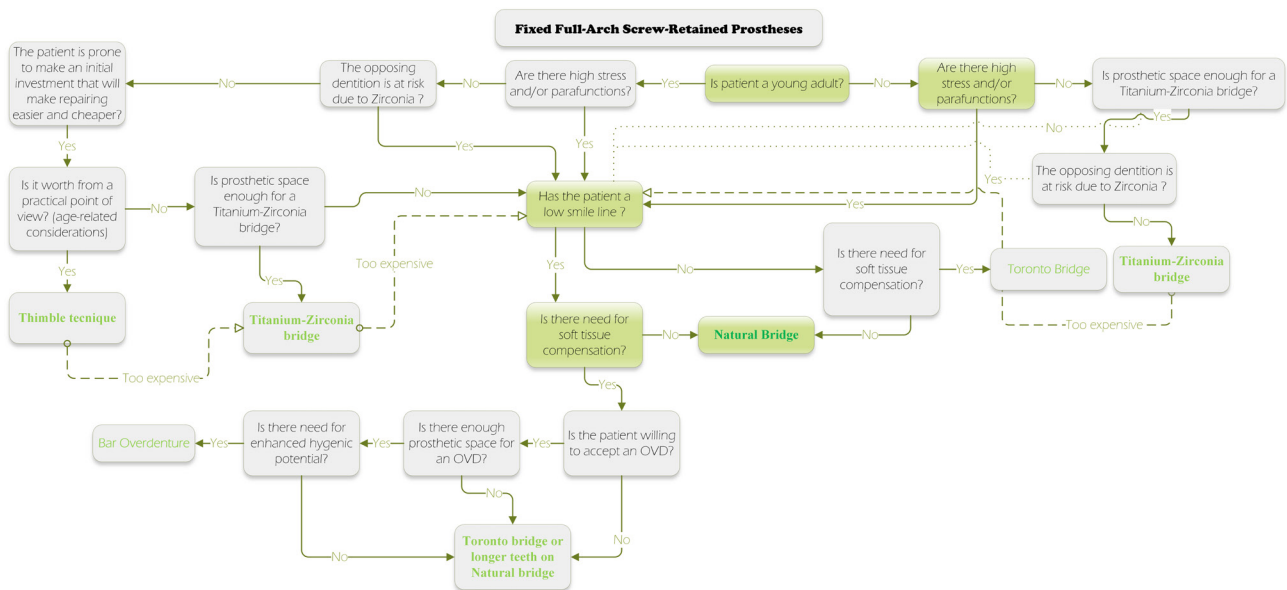 Fixed Full-Arch Screw-Retained Prostheses
The patient is prone
to make an initial
investment that will
make repairing
easier and cheaper?
No
The opposing
dentition is at risk
due to Zirconia ?
No
Are there high stress
and/or parafunctions?
Yes
Is patient a young adult?
No
Are there high
stress and/or
parafunctions?
No
Is prosthetic space enough for a
Titanium-Zirconia bridge?
Yes
Yes
Yes
Yes
No
Yes
Is it worth from a
practical point of
view? (age-related
considerations)
No
Is prosthetic space
enough for a
Titanium-Zirconia
bridge?
No
Has the patient a
low smile line ?
Yes
The opposing dentition is
at risk due to Zirconia ?
No
Yes
Yes
Too expensive
Yes
No
Is there need for
soft tissue
compensation?
Yes
Toronto Bridge
Titanium-Zirconia
bridge
Thimble tecnique
Titanium-Zirconia
bridge
Is there need for
soft tissue
compensation?
No
Natural Bridge
No
Too expensive
Too expensive
Yes
Bar Overdenture
Yes
Is there need for
enhanced hygenic
potential?
Yes
Is there enough
prosthetic space for
an OVD?
Yes
Is the patient willing
to accept an OVD?
No
No
No
Toronto bridge or
longer teeth on
Natural bridge